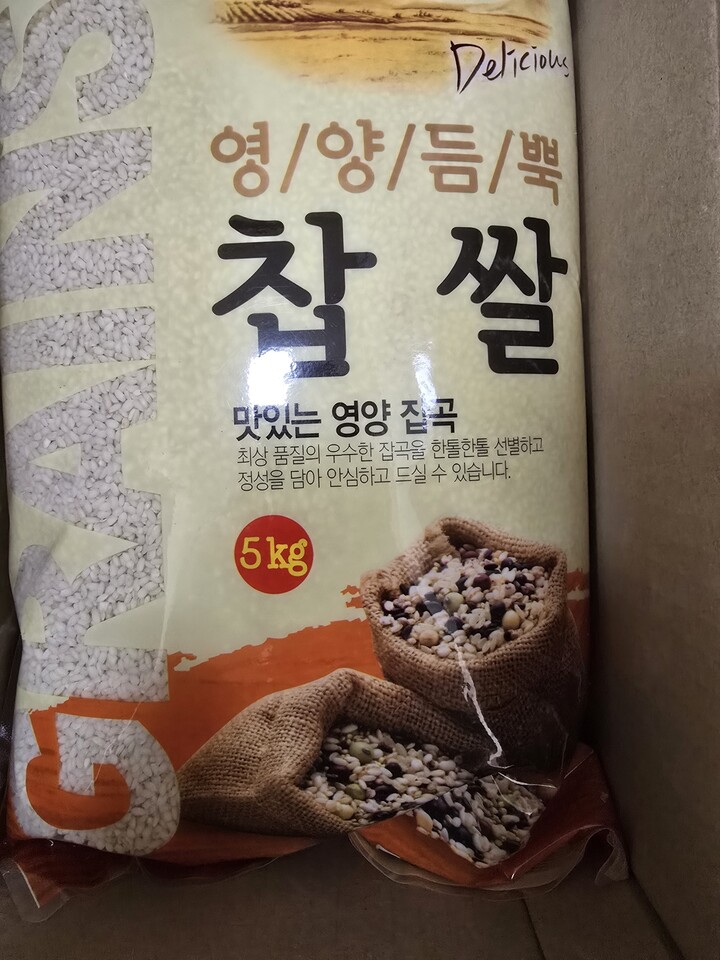 Delicious
영/양/듬/뿍
찹쌀
맛있는 영양 잡곡
최상 품질의 우수한 잡곡을 한톨한톨 선별하고
정성을 담아 안심하고 드실 수 있습니다.
5kg
GRAINS